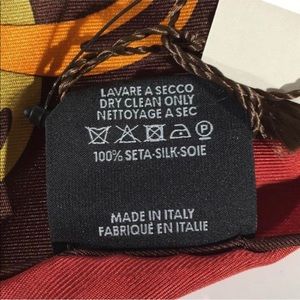 LAVARE A SECCO
DRY CLEAN ONLY
NETTOYAGE A SEC
P
100% SETA-SILK-SOIE
MADE IN ITALY
FABRIQUÉ EN ITALIE